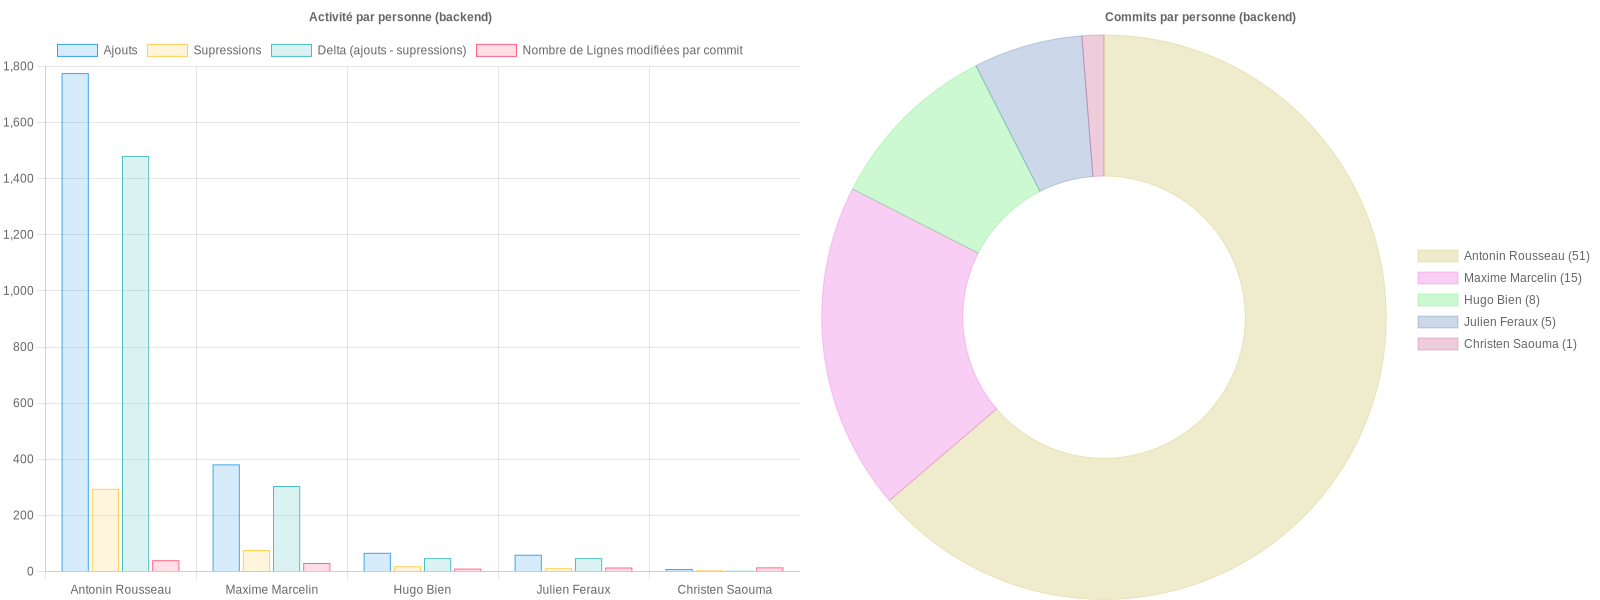 Activité par personne (backend)
Ajouts
Supressions
Delta (ajouts - supressions)
Nombre de Lignes modifiées par commit
1,800
1,600
1,400
1,200
1,000
800
600
400
200
0
Antonin Rousseau
Maxime Marcelin
Hugo Bien
Julien Feraux
Christen Saouma
Commits par personne (backend)
Antonin Rousseau (51)
Maxime Marcelin (15)
Hugo Bien (8)
Julien Feraux (5)
Christen Saouma (1)